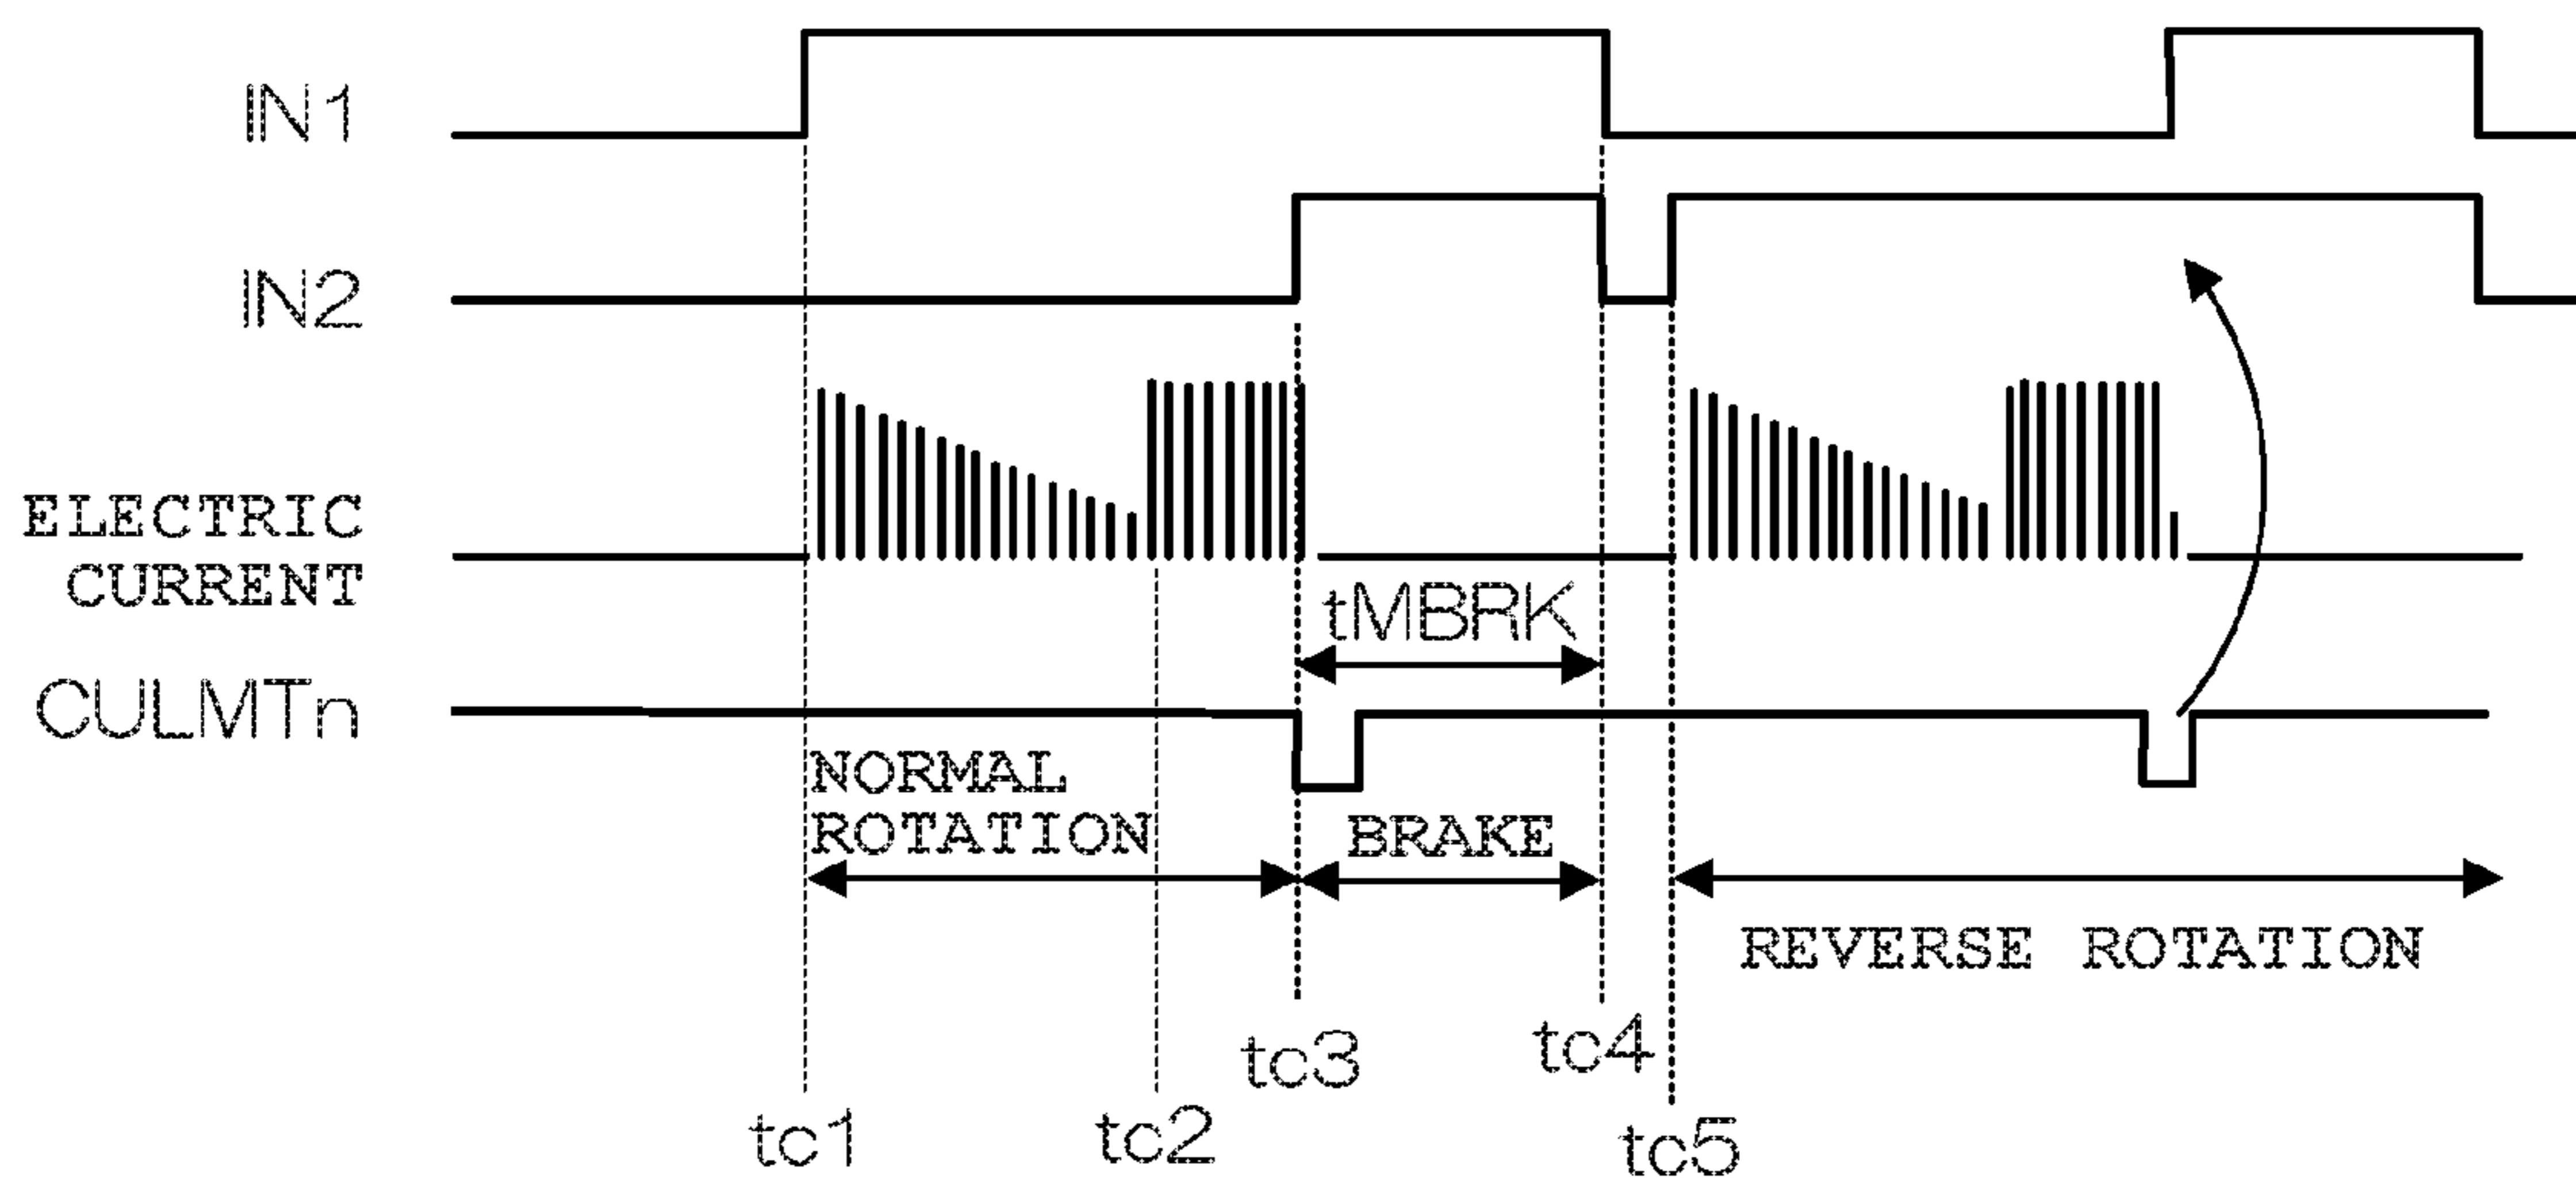 IN1
IN2
ELECTRIC
CURRENT
tMBRK
CULMTn
NORMAL
ROTATION
BRAKE
REVERSE ROTATION
tc3
tc4
tc1
tc2
tc5